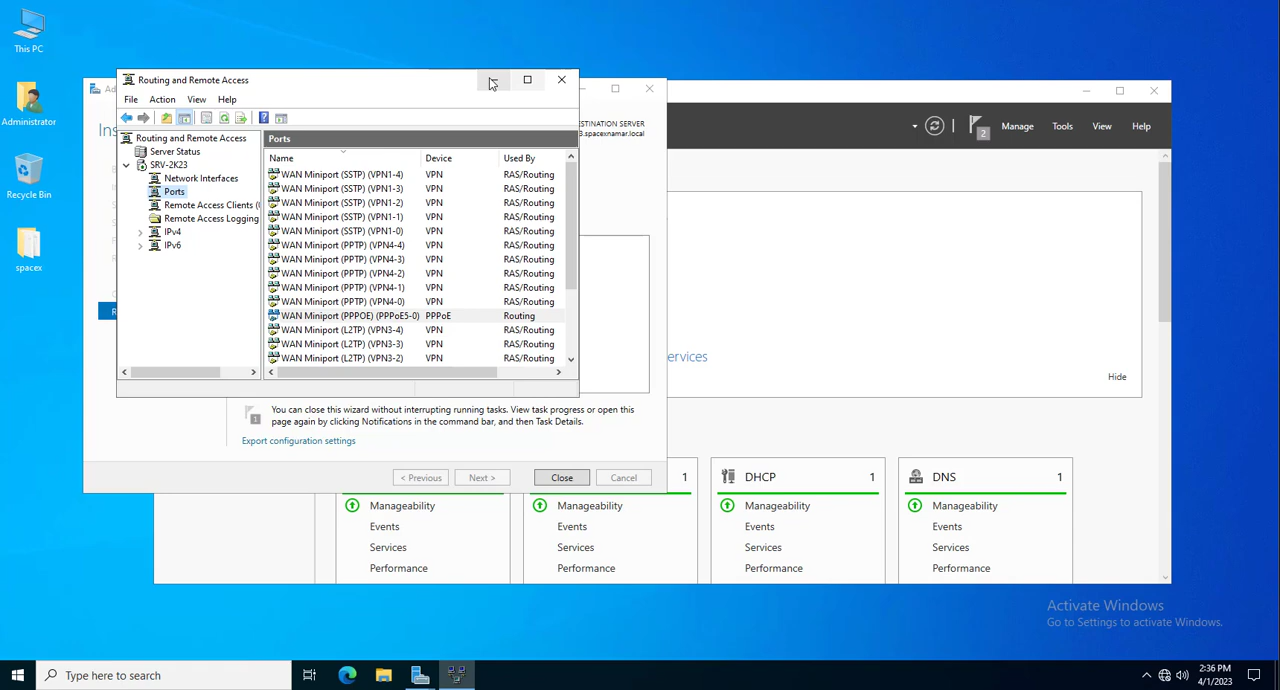 This PC
Administrator
Recycle Bin
spacex
Routing and Remote Access
File Action View Help
Routing and Remote Access
Server Status
SRV-2K23
Network Interfaces
Ports
Remote Access Clients (
Remote Access Logging
IPv4
IPv6
Ports
Name Device Used By
WAN Miniport (SSTP) (VPN1-4) VPN RAS/Routing
WAN Miniport (SSTP) (VPN1-3) VPN RAS/Routing
WAN Miniport (SSTP) (VPN1-2) VPN RAS/Routing
WAN Miniport (SSTP) (VPN1-1) VPN RAS/Routing
WAN Miniport (SSTP) (VPN1-0) VPN RAS/Routing
WAN Miniport (PPTP) (VPN4-4) VPN RAS/Routing
WAN Miniport (PPTP) (VPN4-3) VPN RAS/Routing
WAN Miniport (PPTP) (VPN4-2) VPN RAS/Routing
WAN Miniport (PPTP) (VPN4-1) VPN RAS/Routing
WAN Miniport (PPTP) (VPN4-0) VPN RAS/Routing
WAN Miniport (PPPOE) (PPPoE5-0) PPPoE Routing
WAN Miniport (L2TP) (VPN3-4) VPN RAS/Routing
WAN Miniport (L2TP) (VPN3-3) VPN RAS/Routing
WAN Miniport (L2TP) (VPN3-2) VPN RAS/Routing
Ad
Ins
ESTINATION SERVER
3.spacexnamar.local
1
You can close this wizard without interrupting running tasks. View task progress or open this
page again by clicking Notifications in the command bar, and then Task Details.
Export configuration settings
< Previous Next > Close Cancel
2 Manage Tools View Help
ervices
Hide
1
Manageability
Events
Services
Performance
Manageability
Events
Services
Performance
DHCP 1
Manageability
Events
Services
Performance
DNS 1
Manageability
Events
Services
Performance
Activate Windows
Go to Settings to activate Windows.
Type here to search
2:36 PM
4/1/2023